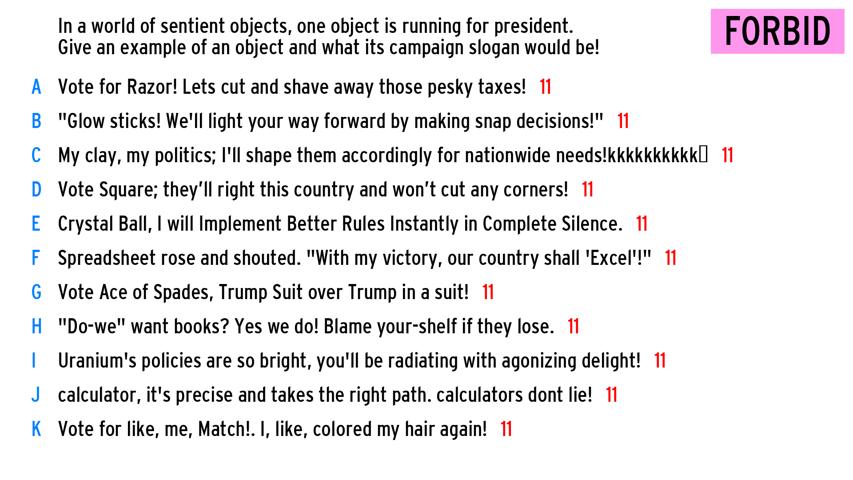 In a world of sentient objects, one object is running for president.
Give an example of an object and what its campaign slogan would be!
FORBID
A Vote for Razor! Lets cut and shave away those pesky taxes! 11
B "Glow sticks! We'll light your way forward by making snap decisions!" 11
C My clay, my politics; I'll shape them accordingly for nationwide needs!kkkkkkkkkk▯ 11
D Vote Square; they’ll right this country and won’t cut any corners! 11
E Crystal Ball, I will Implement Better Rules Instantly in Complete Silence. 11
F Spreadsheet rose and shouted. "With my victory, our country shall 'Excel'!" 11
G Vote Ace of Spades, Trump Suit over Trump in a suit! 11
H "Do-we" want books? Yes we do! Blame your-shelf if they lose. 11
I Uranium's policies are so bright, you'll be radiating with agonizing delight! 11
J calculator, it's precise and takes the right path. calculators dont lie! 11
K Vote for like, me, Match!. I, like, colored my hair again! 11